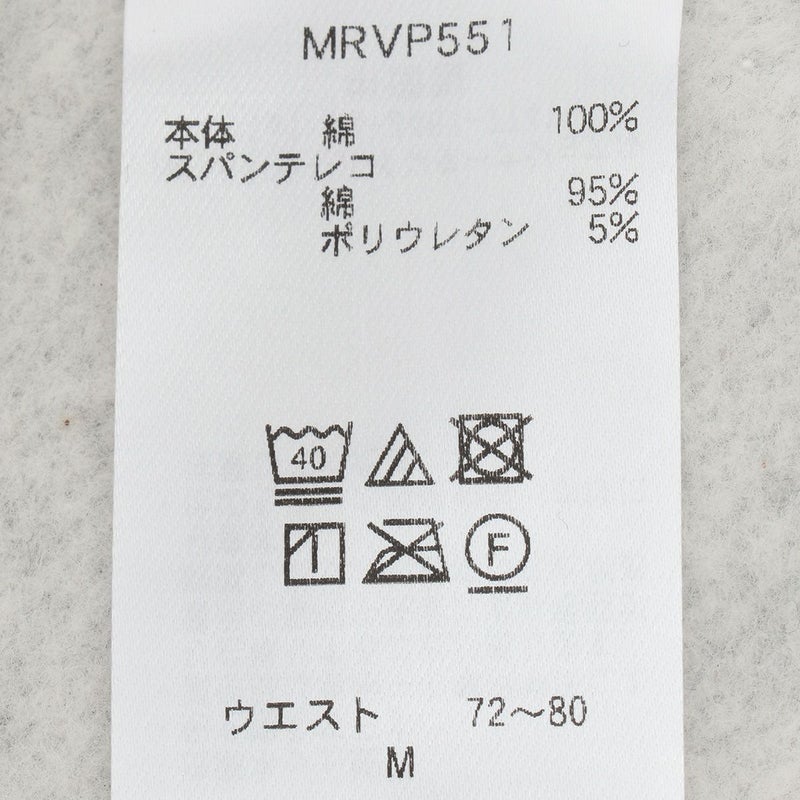 MRVP551
本体 綿 100%
スパンテレコ
綿 95%
ポリウレタン 5%
40
F
ウエスト 72～80
M